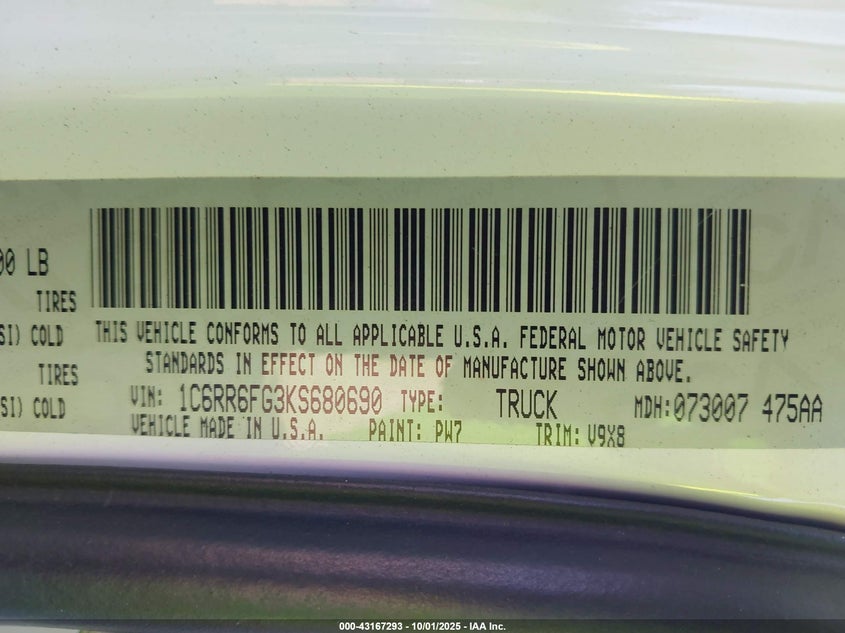 00 LB
TIRES
SI) COLD
TIRES
SI) COLD
THIS VEHICLE CONFORMS TO ALL APPLICABLE U.S.A. FEDERAL MOTOR VEHICLE SAFETY
STANDARDS IN EFFECT ON THE DATE OF MANUFACTURE SHOWN ABOVE.
VIN: 1C6RR6FG3KS680690 TYPE: TRUCK MDH:073007 475AA
VEHICLE MADE IN U.S.A. PAINT: PW7 TRIM: V9X8
000-43167293 - 10/01/2025 - IAA Inc.